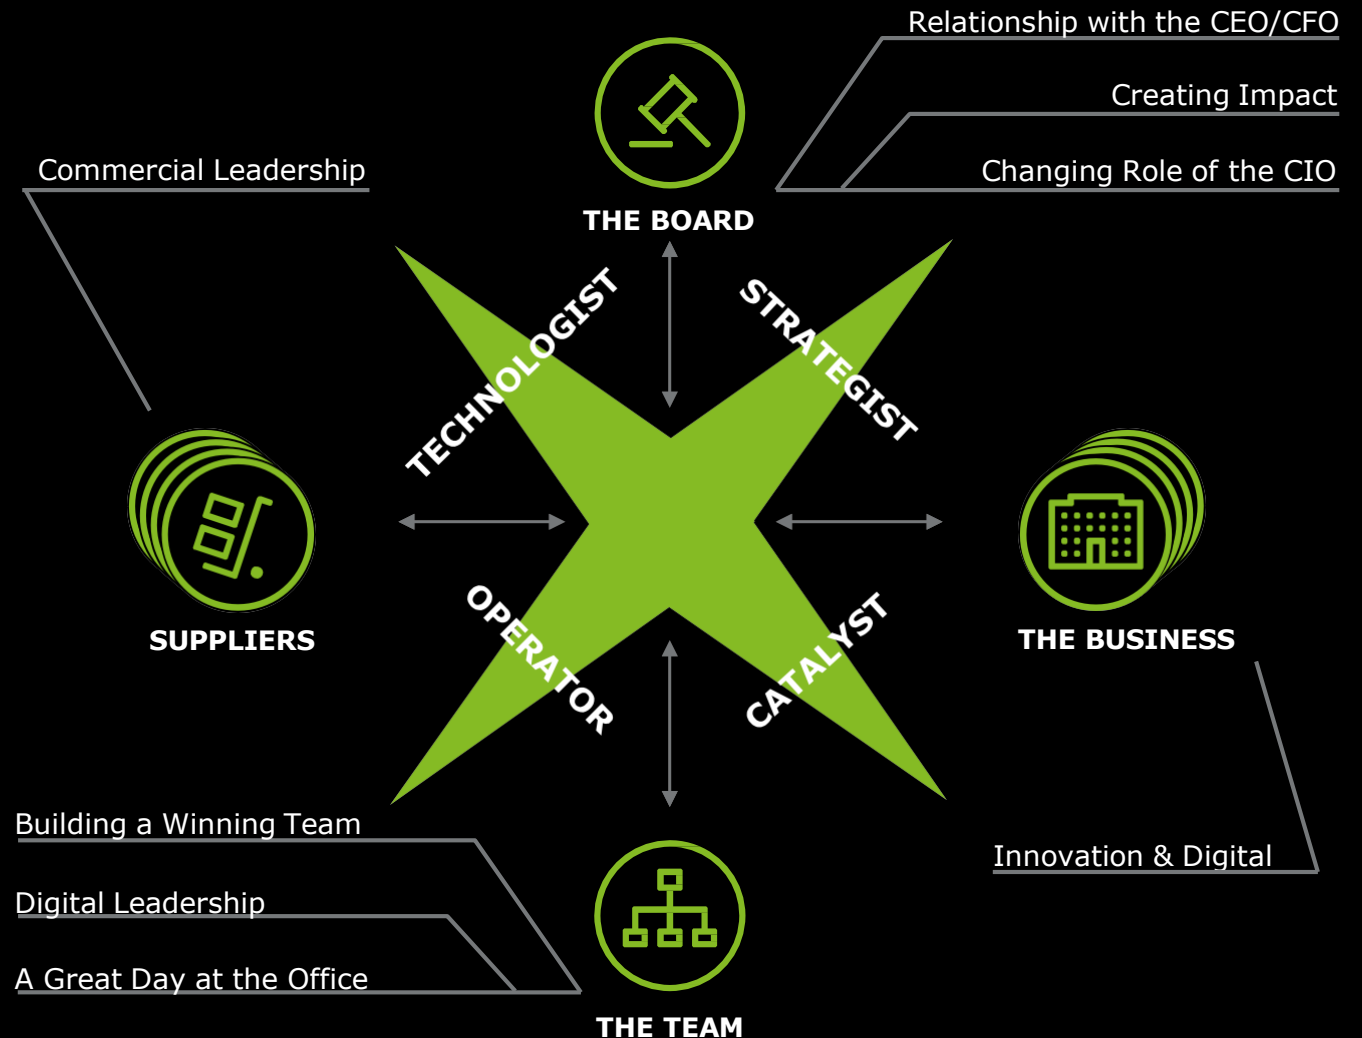 Relationship with the CEO/CFO
Creating Impact
Commercial Leadership
Changing Role of the CIO
THE BOARD
TECHNOLOGIST
STRATEGIST
SUPPLIERS
THE BUSINESS
OPERATOR
CATALYST
Building a Winning Team
Innovation & Digital
Digital Leadership
A Great Day at the Office
THE TEAM